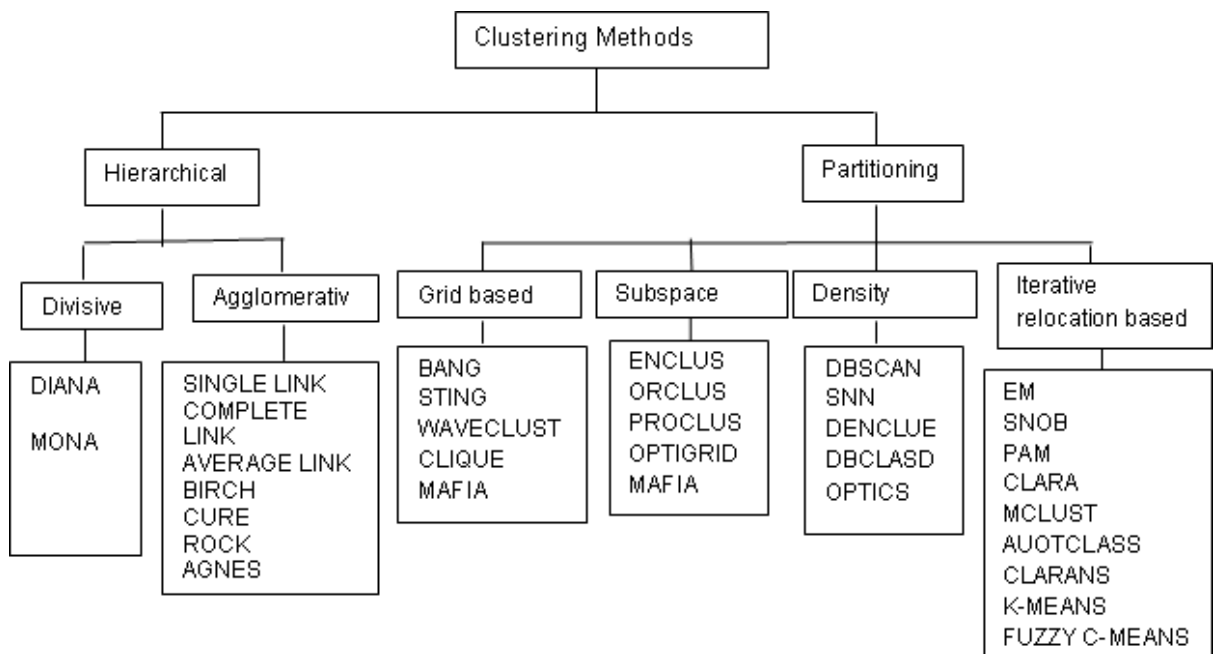 Clustering Methods
Hierarchical
Partitioning
Divisive
Agglomerativ
Grid based
Subspace
Density
Iterative
relocation based
DIANA
MONA
SINGLE LINK
COMPLETE
LINK
AVERAGE LINK
BIRCH
CURE
ROCK
AGNES
BANG
STING
WAVECLUST
CLIQUE
MAFIA
ENCLUS
ORCLUS
PROCLUS
OPTIGRID
MAFIA
DBSCAN
SNN
DENCLUE
DBCLASD
OPTICS
EM
SNOB
PAM
CLARA
MCLUST
AUOTCLASS
CLARANS
K-MEANS
FUZZY C-MEANS